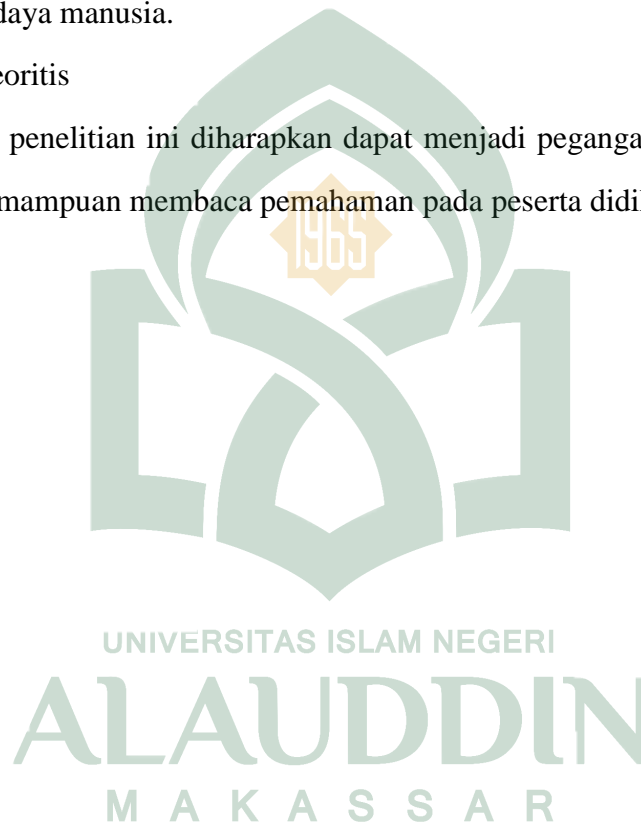 daya manusia.
eoritis
penelitian ini diharapkan dapat menjadi peganga
mampuan membaca pemahaman pada peserta didi
1965
UNIVERSITAS ISLAM NEGERI
ALAUDDIN
MAKASSAR